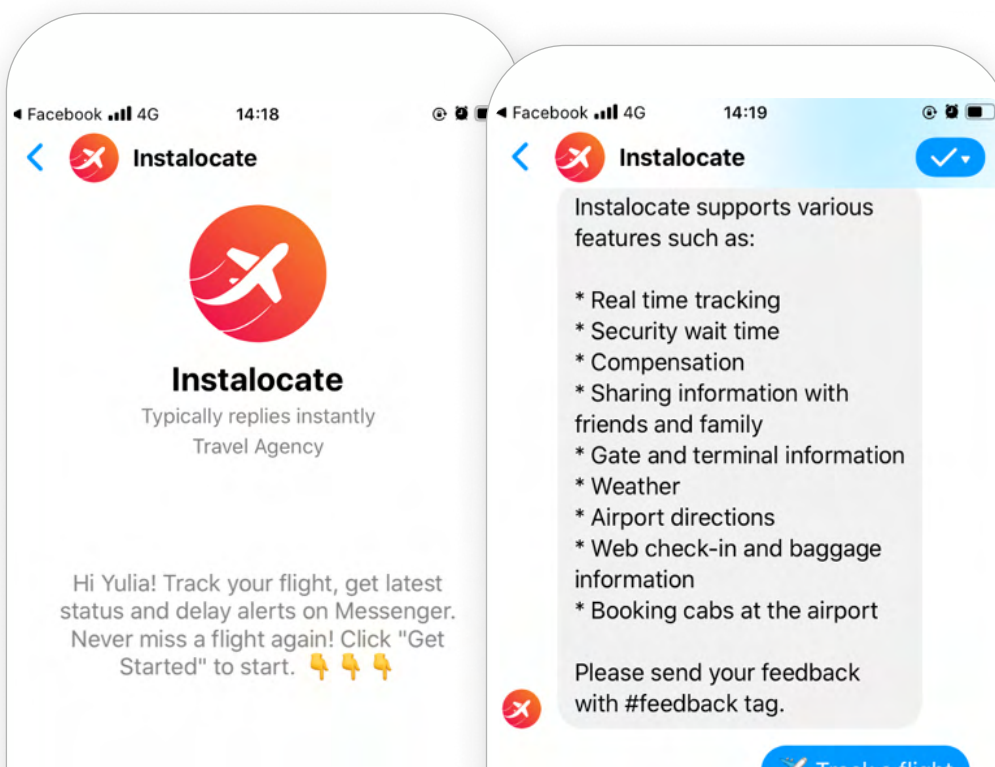 Facebook 4G 14:18
Instalocate
Instalocate
Typically replies instantly
Travel Agency
Hi Yulia! Track your flight, get latest
status and delay alerts on Messenger.
Never miss a flight again! Click "Get
Started" to start. 👇👇👇
Facebook 4G 14:19
Instalocate
Instalocate supports various
features such as:
* Real time tracking
* Security wait time
* Compensation
* Sharing information with
friends and family
* Gate and terminal information
* Weather
* Airport directions
* Web check-in and baggage
information
* Booking cabs at the airport
Please send your feedback
with #feedback tag.
Track a flight